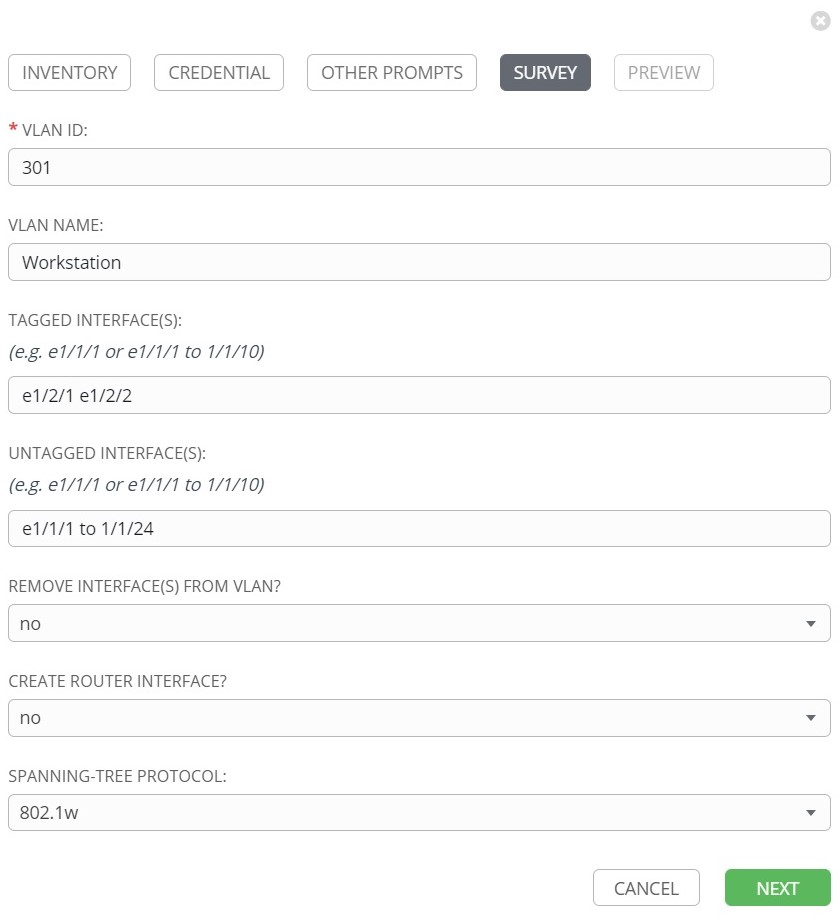 INVENTORY CREDENTIAL OTHER PROMPTS SURVEY PREVIEW
* VLAN ID:
301
VLAN NAME:
Workstation
TAGGED INTERFACE(S):
(e.g. e1/1/1 or e1/1/1 to 1/1/10)
e1/2/1 e1/2/2
UNTAGGED INTERFACE(S):
(e.g. e1/1/1 or e1/1/1 to 1/1/10)
e1/1/1 to 1/1/24
REMOVE INTERFACE(S) FROM VLAN?
no
CREATE ROUTER INTERFACE?
no
SPANNING-TREE PROTOCOL:
802.1w
CANCEL NEXT